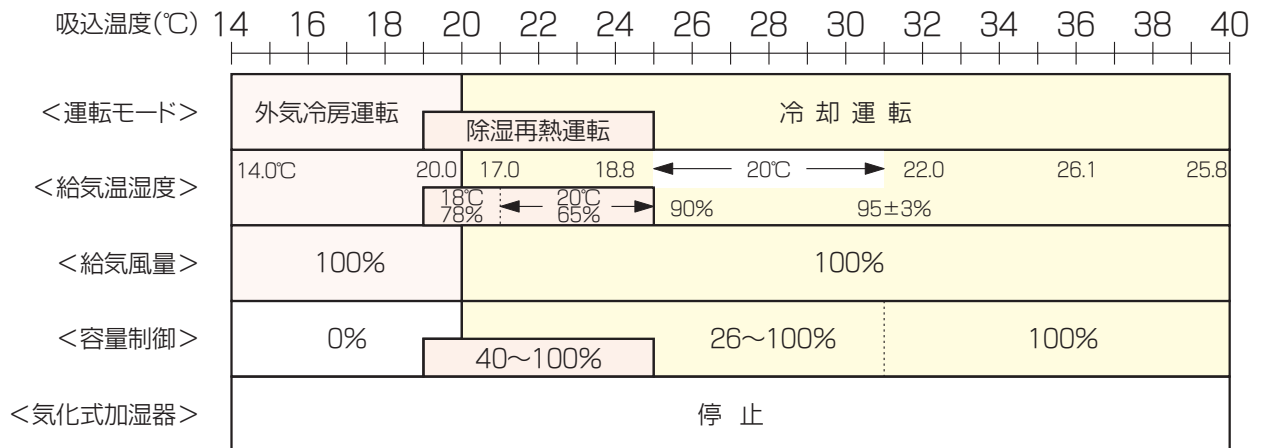 吸込温度(℃) 14 16 18 20 22 24 26 28 30 32 34 36 38 40
＜運転モード＞ 外気冷房運転 冷却運転
除湿再熱運転
＜給気温湿度＞ 14.0℃ 20.0 17.0 18.8 20℃ 22.0 26.1 25.8
18℃ 20℃
78% 65% 90% 95±3%
＜給気風量＞ 100% 100%
＜容量制御＞ 0% 26〜100% 100%
40〜100%
＜気化式加湿器＞ 停止